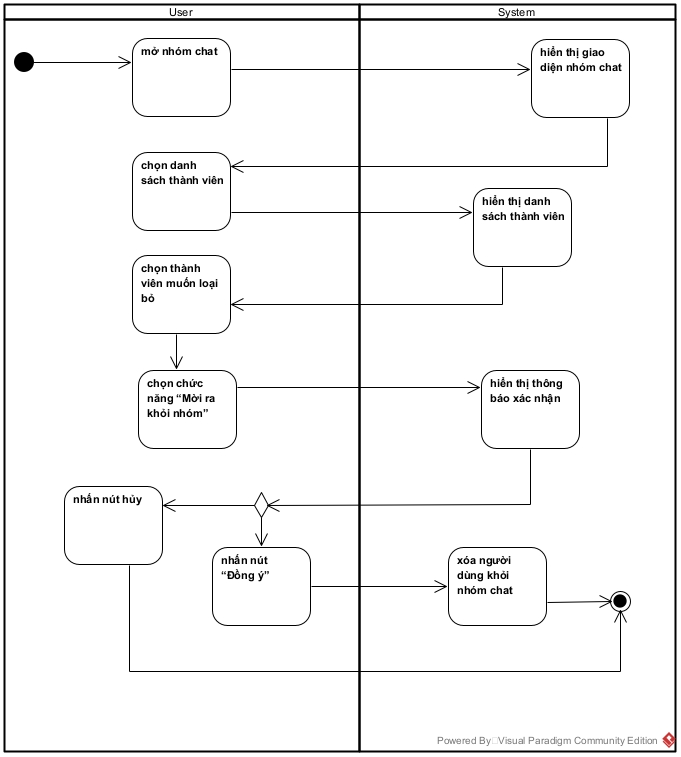 User
System
mở nhóm chat
hiển thị giao
diện nhóm chat
chọn danh
sách thành viên
hiển thị danh
sách thành viên
chọn thành
viên muốn loại
bỏ
chọn chức
năng “Mời ra
khỏi nhóm”
hiển thị thông
báo xác nhận
nhấn nút hủy
nhấn nút
“Đồng ý”
xóa người
dùng khỏi
nhóm chat
Powered By Visual Paradigm Community Edition